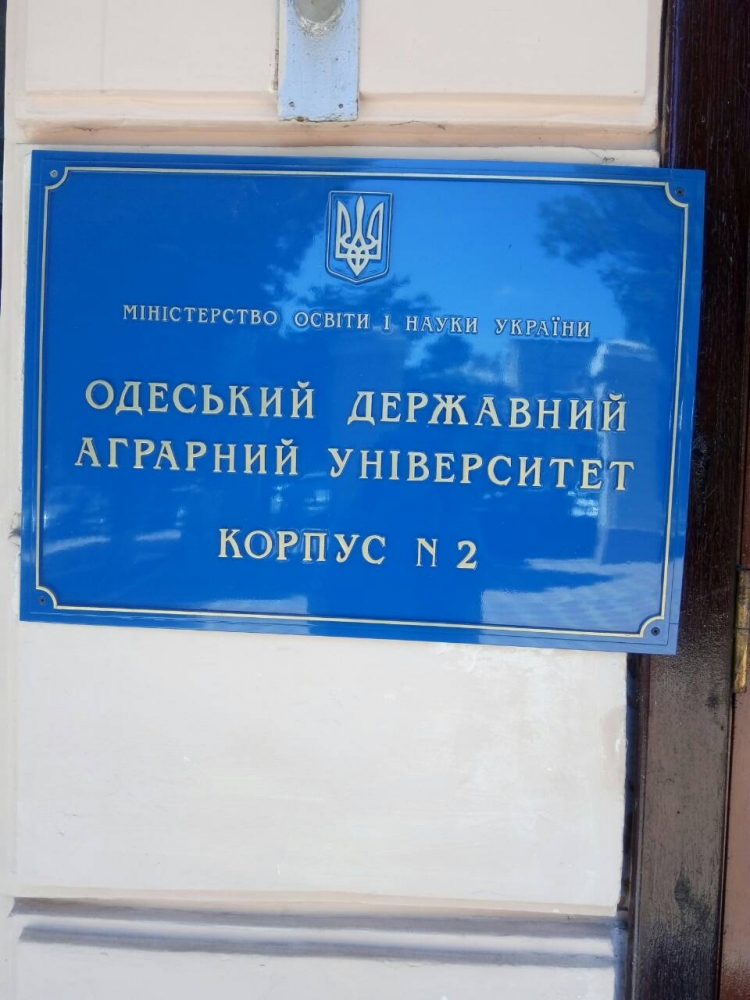 МІНІСТЕРСТВО ОСВІТИ І НАУКИ УКРАЇНИ
ОДЕСЬКИЙ ДЕРЖАВНИЙ
АГРАРНИЙ УНІВЕРСИТЕТ
КОРПУС N 2